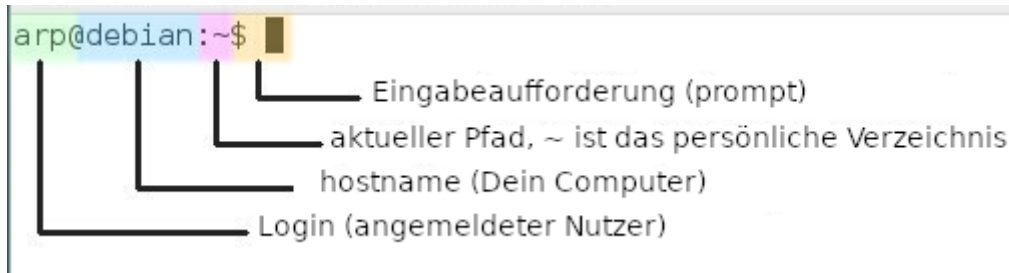 arp@debian:~$
Eingabeaufforderung (prompt)
aktueller Pfad, ~ ist das persönliche Verzeichnis
hostname (Dein Computer)
Login (angemeldeter Nutzer)